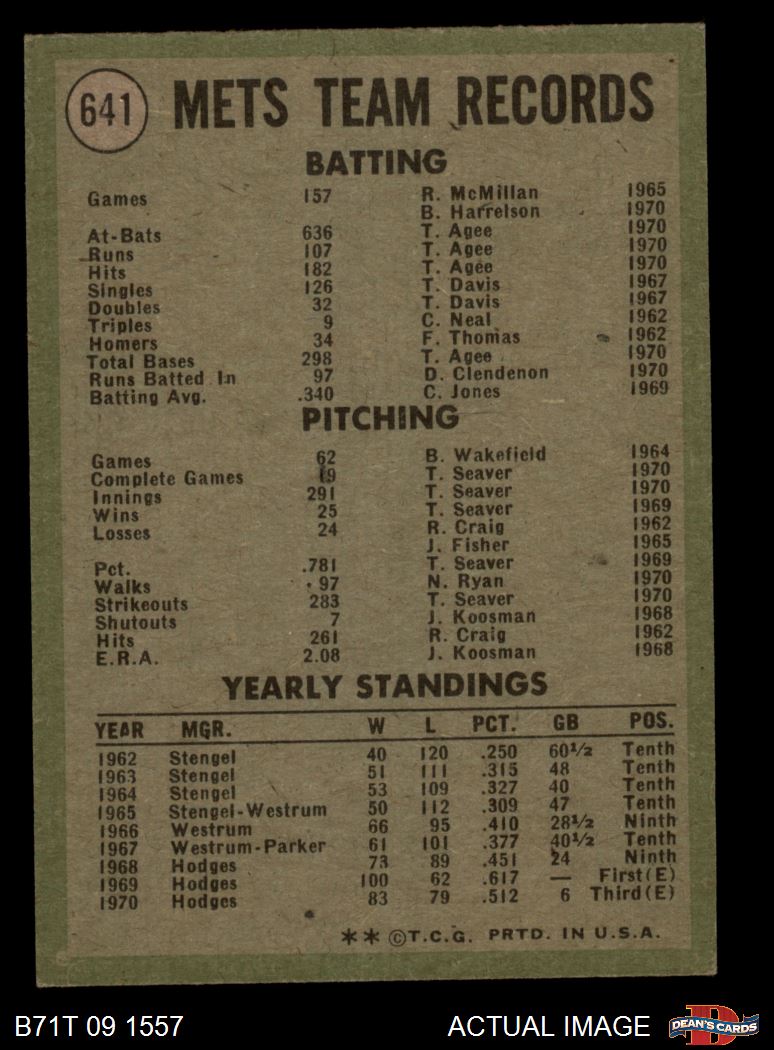 641 METS TEAM RECORDS
BATTING
Games 157 R. McMillan 1965
B. Harrelson 1970
At-Bats 636 T. Agee 1970
Runs 107 T. Agee 1970
Hits 182 T. Agee 1970
Singles 126 T. Davis 1967
Doubles 32 T. Davis 1967
Triples 9 C. Neal 1962
Homers 34 F. Thomas 1962
Total Bases 298 T. Agee 1970
Runs Batted In 97 D. Clendenon 1970
Batting Avg. .340 C. Jones 1969
PITCHING
Games 62 B. Wakefield 1964
Complete Games 19 T. Seaver 1970
Innings 291 T. Seaver 1970
Wins 25 T. Seaver 1969
Losses 24 R. Craig 1962
J. Fisher 1965
Pct. .781 T. Seaver 1969
Walks 97 N. Ryan 1970
Strikeouts 283 T. Seaver 1970
Shutouts 7 J. Koosman 1968
Hits 261 R. Craig 1962
E.R.A. 2.08 J. Koosman 1968
YEARLY STANDINGS
YEAR MGR. W L PCT. GB POS.
1962 Stengel 40 120 .250 60½ Tenth
1963 Stengel 51 111 .315 48 Tenth
1964 Stengel 53 109 .327 40 Tenth
1965 Stengel-Westrum 50 112 .309 47 Tenth
1966 Westrum 66 95 .410 28½ Ninth
1967 Westrum-Parker 61 101 .377 40½ Tenth
1968 Hodges 73 89 .451 24 Ninth
1969 Hodges 100 62 .617 — First(E)
1970 Hodges 83 79 .512 6 Third(E)
** ©T.C.G. PRTD. IN U.S.A.
B71T 09 1557 ACTUAL IMAGE DEAN'S CARDS